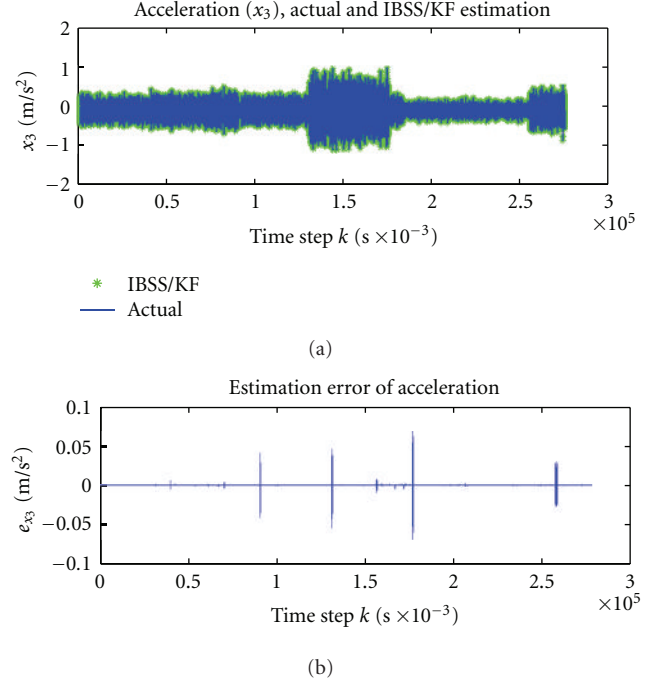 Acceleration (x₃), actual and IBSS/KF estimation
2
1
0
−1
−2
x₃ (m/s²)
0 0.5 1 1.5 2 2.5 3
×10⁵
Time step k (s ×10⁻³)
IBSS/KF
Actual
(a)
Estimation error of acceleration
0.1
0.05
0
−0.05
−0.1
eₓ₃ (m/s²)
0 0.5 1 1.5 2 2.5 3
×10⁵
Time step k (s ×10⁻³)
(b)